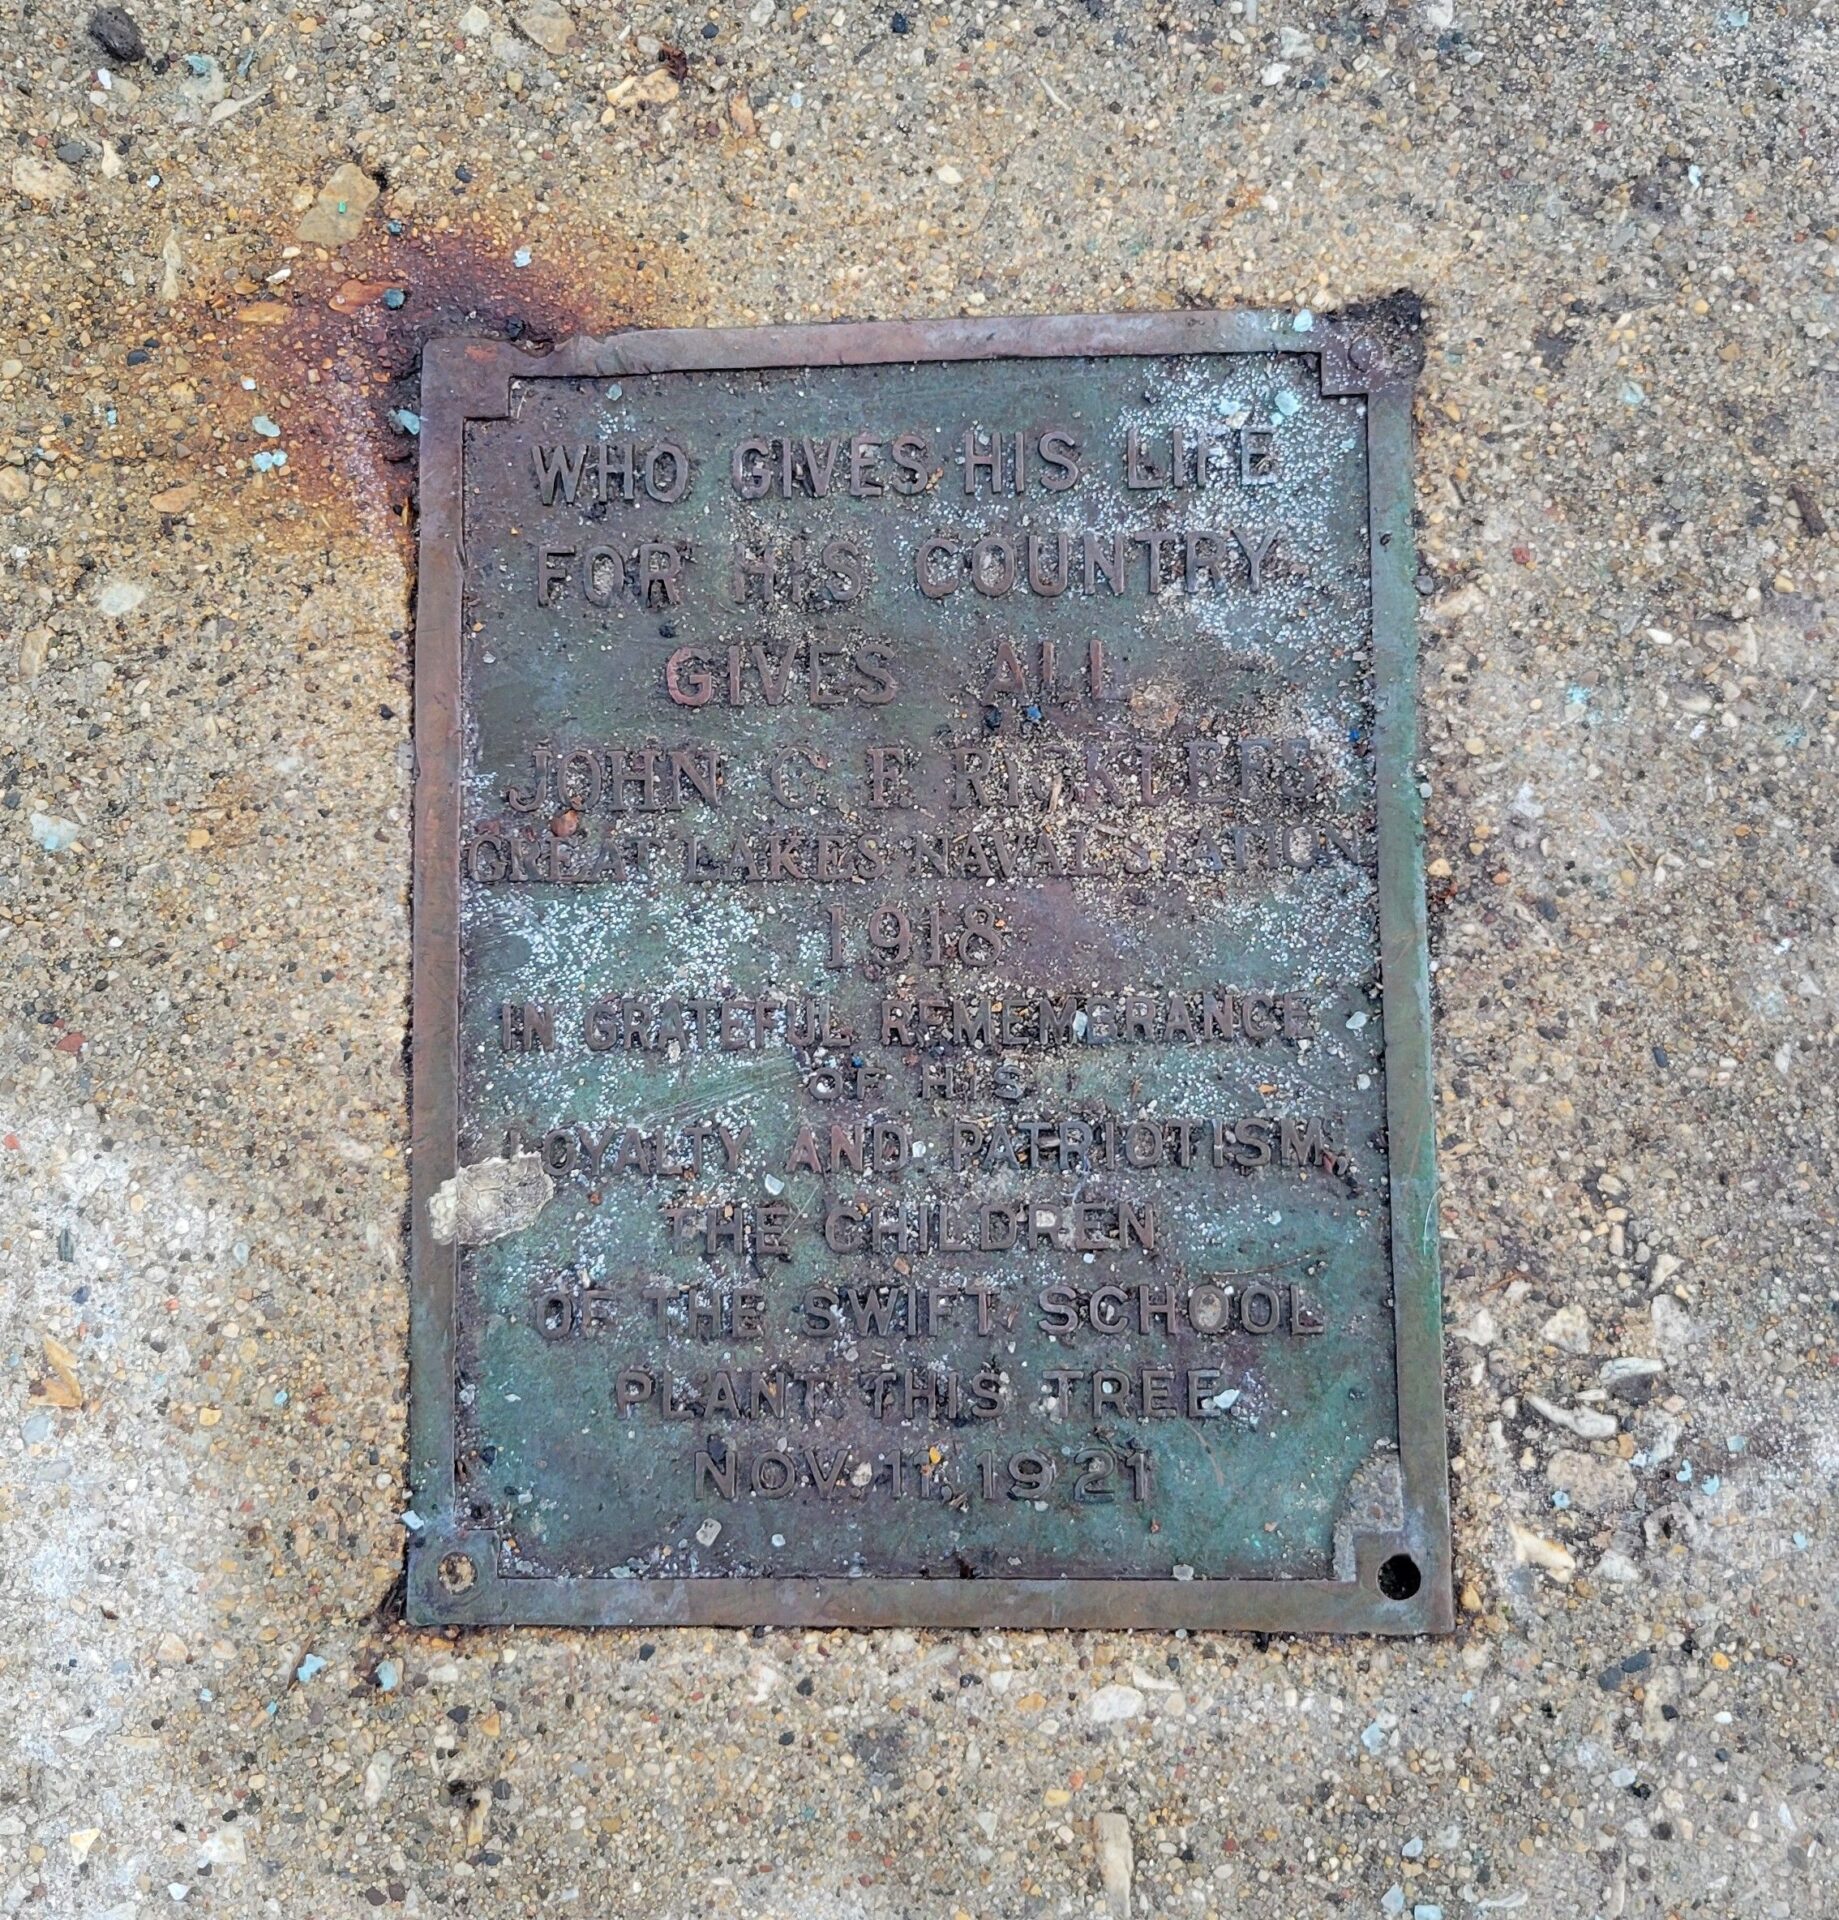 WHO GIVES HIS LIFE
FOR HIS COUNTRY
GIVES ALL
JOHN C. F. RICKLEFS
GREAT LAKES NAVAL STATION
1918
IN GRATEFUL REMEMBRANCE
OF HIS
LOYALTY AND PATRIOTISM,
THE CHILDREN
OF THE SWIFT SCHOOL
PLANT THIS TREE
NOV. 11, 1921